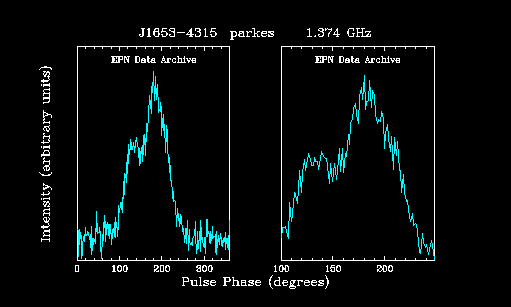 J1653-4315 parkes 1.374 GHz
EPN Data Archive EPN Data Archive
Intensity (arbitrary units)
0 100 200 300 100 150 200
Pulse Phase (degrees)